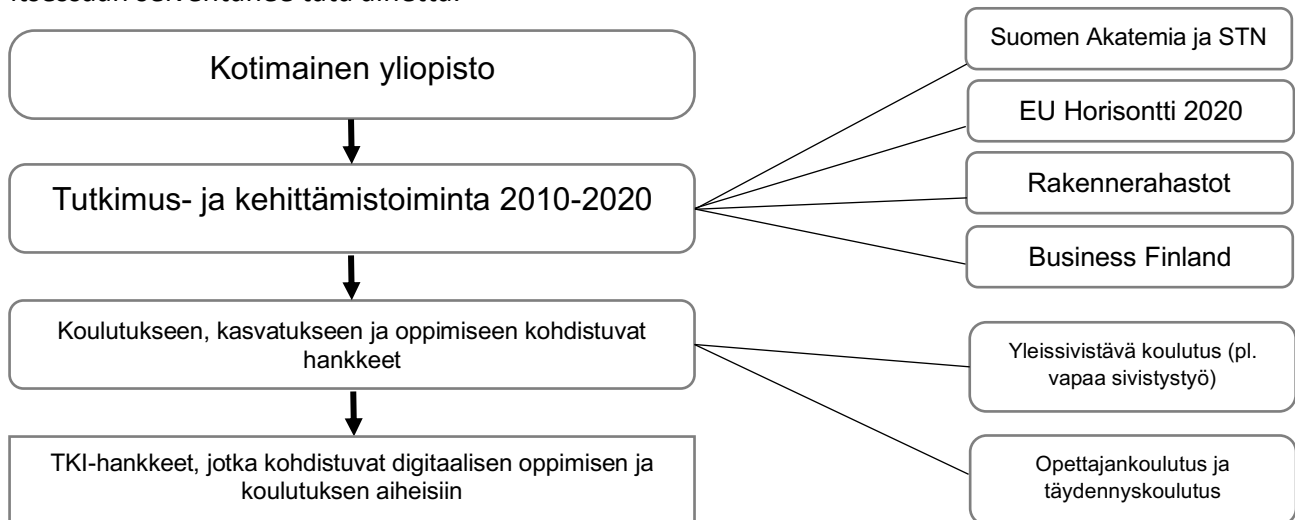 Kotimainen yliopisto
Tutkimus- ja kehittämistoiminta 2010-2020
Koulutukseen, kasvatukseen ja oppimiseen kohdistuvat
hankkeet
TKI-hankkeet, jotka kohdistuvat digitaalisen oppimisen ja
koulutuksen aiheisiin
Suomen Akatemia ja STN
EU Horisontti 2020
Rakennerahastot
Business Finland
Yleissivistävä koulutus (pl.
vapaa sivistystyö)
Opettajankoulutus ja
täydennyskoulutus